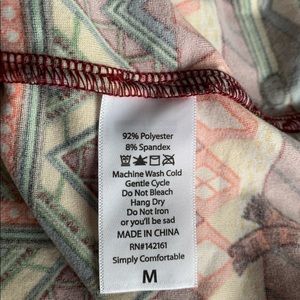 92% Polyester
8% Spandex
Machine Wash Cold
Gentle Cycle
Do Not Bleach
Hang Dry
Do Not Iron
or you'll be sad
MADE IN CHINA
RN#142161
Simply Comfortable
M